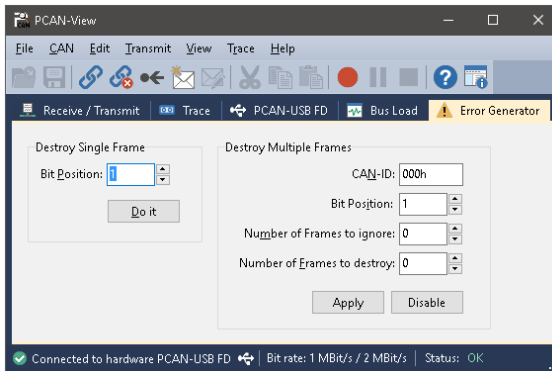 PCAN-View
File CAN Edit Transmit View Trace Help
Receive / Transmit Trace PCAN-USB FD Bus Load Error Generator
Destroy Single Frame
Bit Position: 1
Do it
Destroy Multiple Frames
CAN-ID: 000h
Bit Position: 1
Number of Frames to ignore: 0
Number of Frames to destroy: 0
Apply Disable
Connected to hardware PCAN-USB FD Bit rate: 1 MBit/s / 2 MBit/s Status: OK